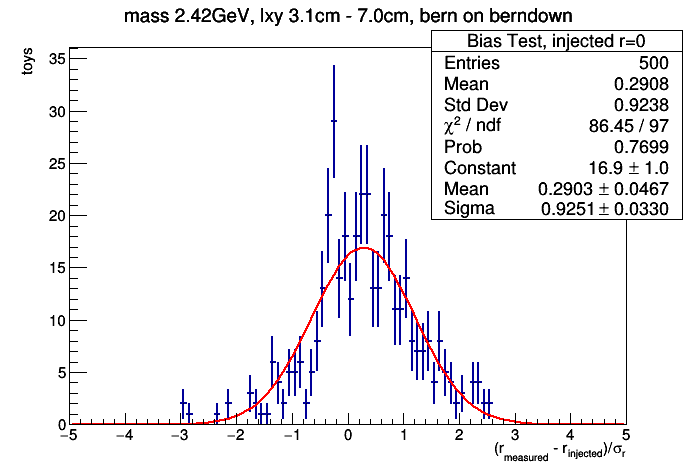 mass 2.42GeV, lxy 3.1cm - 7.0cm, bern on berndown
Bias Test, injected r=0
Entries 500
Mean 0.2908
Std Dev 0.9238
χ² / ndf 86.45 / 97
Prob 0.7699
Constant 16.9 ± 1.0
Mean 0.2903 ± 0.0467
Sigma 0.9251 ± 0.0330
toys
35
30
25
20
15
10
5
0
−5 −4 −3 −2 −1 0 1 2 3 4 5
(r_measured - r_injected)/σ_r